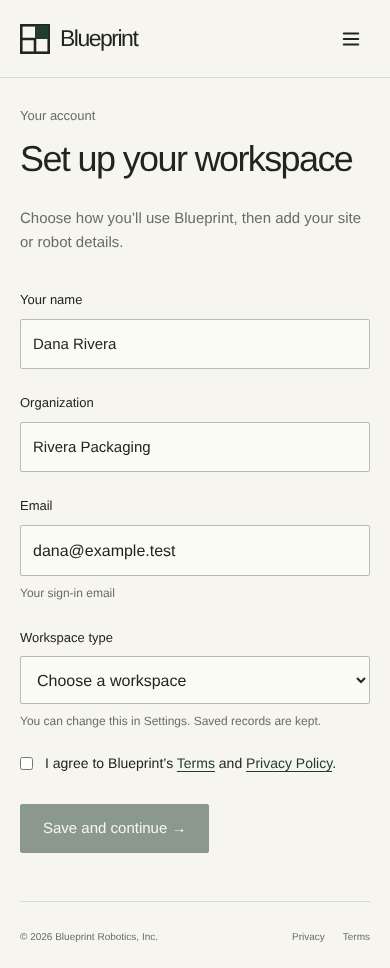 Blueprint
Your account
Set up your workspace
Choose how you’ll use Blueprint, then add your site
or robot details.
Your name
Dana Rivera
Organization
Rivera Packaging
Email
dana@example.test
Your sign-in email
Workspace type
Choose a workspace
You can change this in Settings. Saved records are kept.
I agree to Blueprint’s Terms and Privacy Policy.
Save and continue →
© 2026 Blueprint Robotics, Inc. Privacy Terms